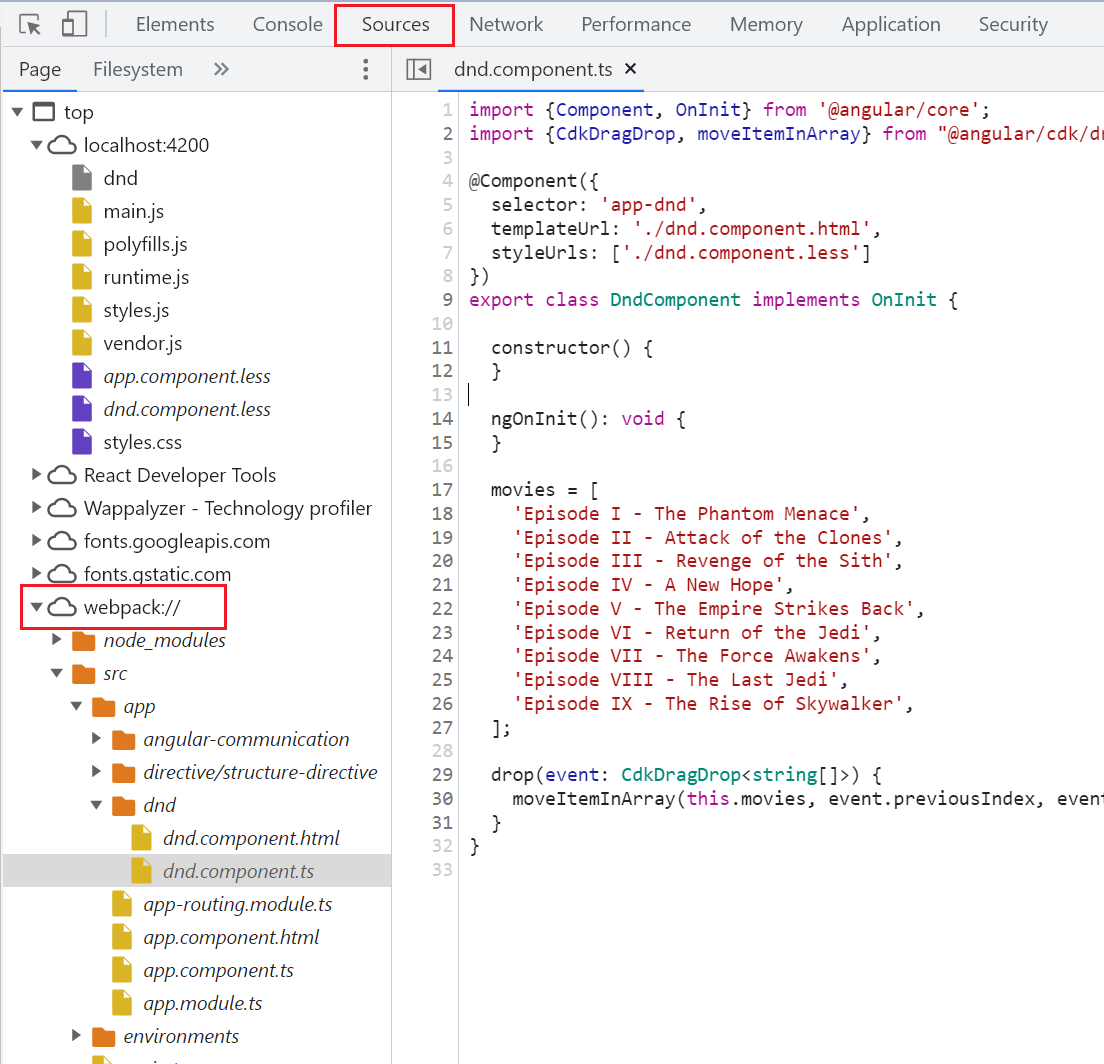 Elements Console Sources Network Performance Memory Application Security
Page Filesystem »
dnd.component.ts ×
top
localhost:4200
dnd
main.js
polyfills.js
runtime.js
styles.js
vendor.js
app.component.less
dnd.component.less
styles.css
React Developer Tools
Wappalyzer - Technology profiler
fonts.googleapis.com
fonts.gstatic.com
webpack://
node_modules
src
app
angular-communication
directive/structure-directive
dnd
dnd.component.html
dnd.component.ts
app-routing.module.ts
app.component.html
app.component.ts
app.module.ts
environments
1 import {Component, OnInit} from '@angular/core';
2 import {CdkDragDrop, moveItemInArray} from "@angular/cdk/dr
3
4 @Component({
5 selector: 'app-dnd',
6 templateUrl: './dnd.component.html',
7 styleUrls: ['./dnd.component.less']
8 })
9 export class DndComponent implements OnInit {
10
11 constructor() {
12 }
13
14 ngOnInit(): void {
15 }
16
17 movies = [
18 'Episode I - The Phantom Menace',
19 'Episode II - Attack of the Clones',
20 'Episode III - Revenge of the Sith',
21 'Episode IV - A New Hope',
22 'Episode V - The Empire Strikes Back',
23 'Episode VI - Return of the Jedi',
24 'Episode VII - The Force Awakens',
25 'Episode VIII - The Last Jedi',
26 'Episode IX - The Rise of Skywalker',
27 ];
28
29 drop(event: CdkDragDrop<string[]>) {
30 moveItemInArray(this.movies, event.previousIndex, event
31 }
32 }
33